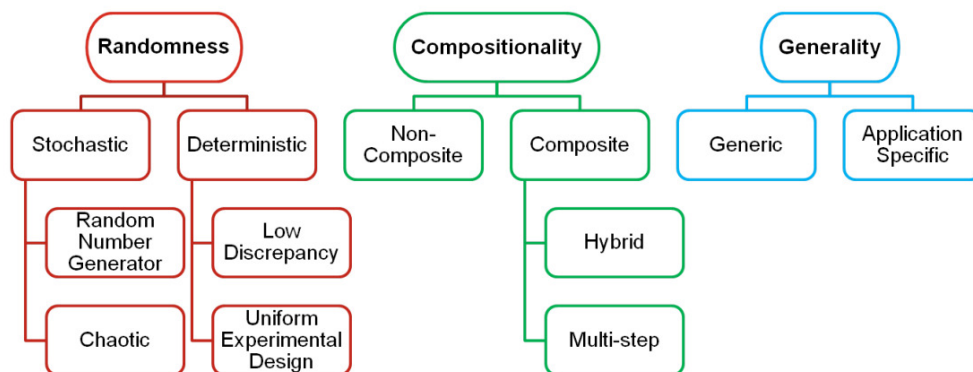 Randomness
Compositionality
Generality
Stochastic
Deterministic
Non-
Composite
Composite
Generic
Application
Specific
Random
Number
Generator
Low
Discrepancy
Hybrid
Chaotic
Uniform
Experimental
Design
Multi-step